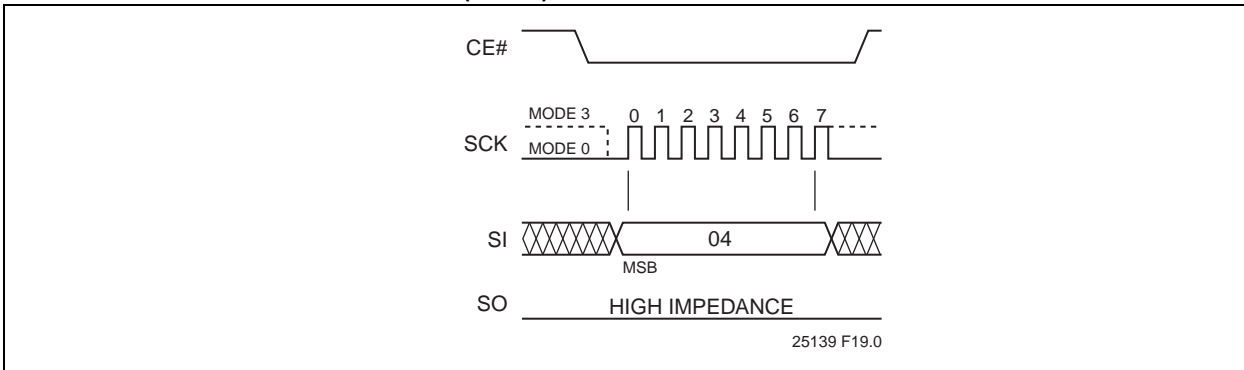 CE#
MODE 3
0 1 2 3 4 5 6 7
SCK
MODE 0
SI
04
MSB
SO
HIGH IMPEDANCE
25139 F19.0